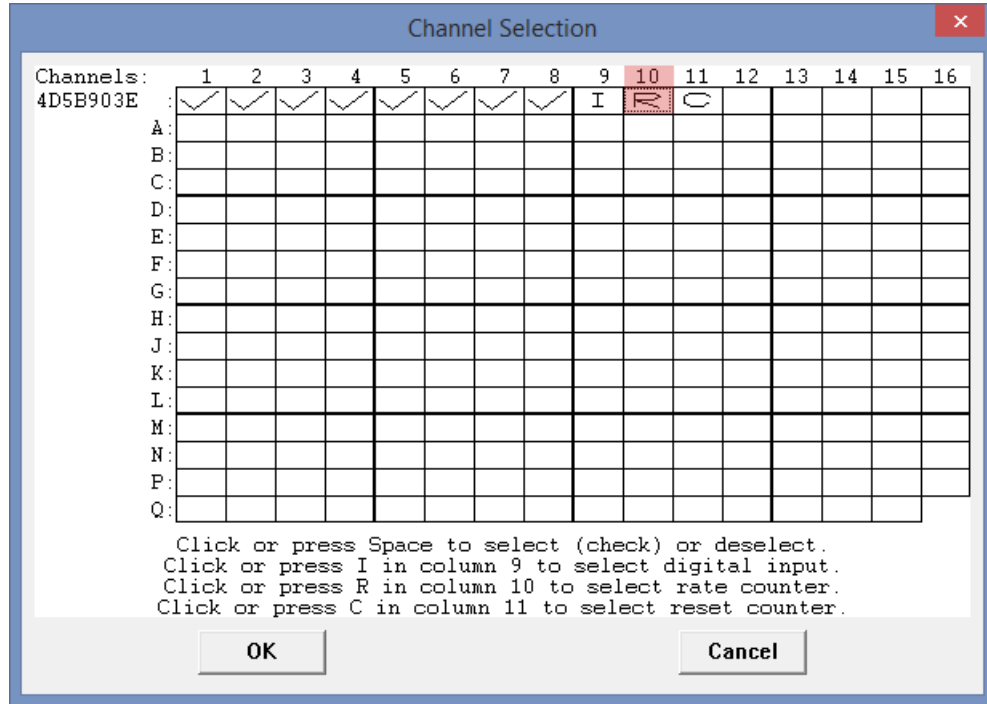 Channel Selection
Channels: 1 2 3 4 5 6 7 8 9 10 11 12 13 14 15 16
4D5B903E : I R C
A:
B:
C:
D:
E:
F:
G:
H:
J:
K:
L:
M:
N:
P:
Q:
Click or press Space to select (check) or deselect.
Click or press I in column 9 to select digital input.
Click or press R in column 10 to select rate counter.
Click or press C in column 11 to select reset counter.
OK Cancel